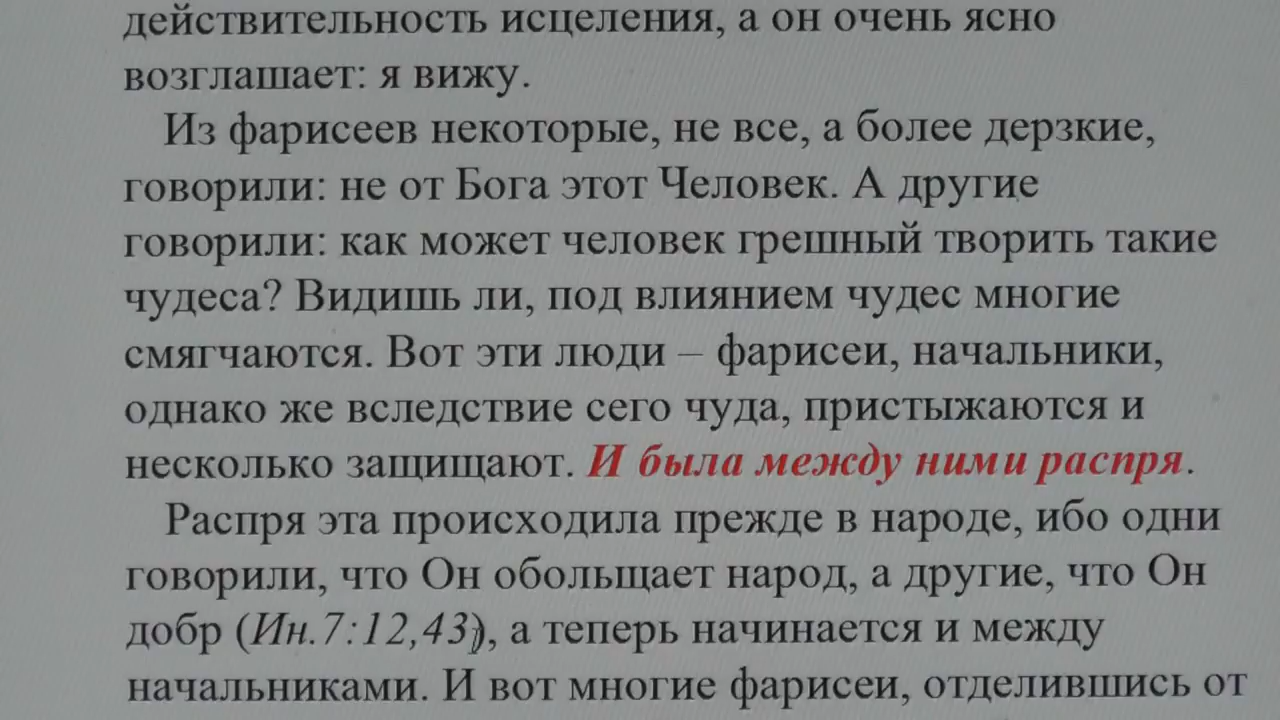 действительность исцеления, а он очень ясно
возглашает: я вижу.
Из фарисеев некоторые, не все, а более дерзкие,
говорили: не от Бога этот Человек. А другие
говорили: как может человек грешный творить такие
чудеса? Видишь ли, под влиянием чудес многие
смягчаются. Вот эти люди – фарисеи, начальники,
однако же вследствие сего чуда, пристыжаются и
несколько защищают. И была между ними распря.
Распря эта происходила прежде в народе, ибо одни
говорили, что Он обольщает народ, а другие, что Он
добр (Ин.7:12,43), а теперь начинается и между
начальниками. И вот многие фарисеи, отделившись от